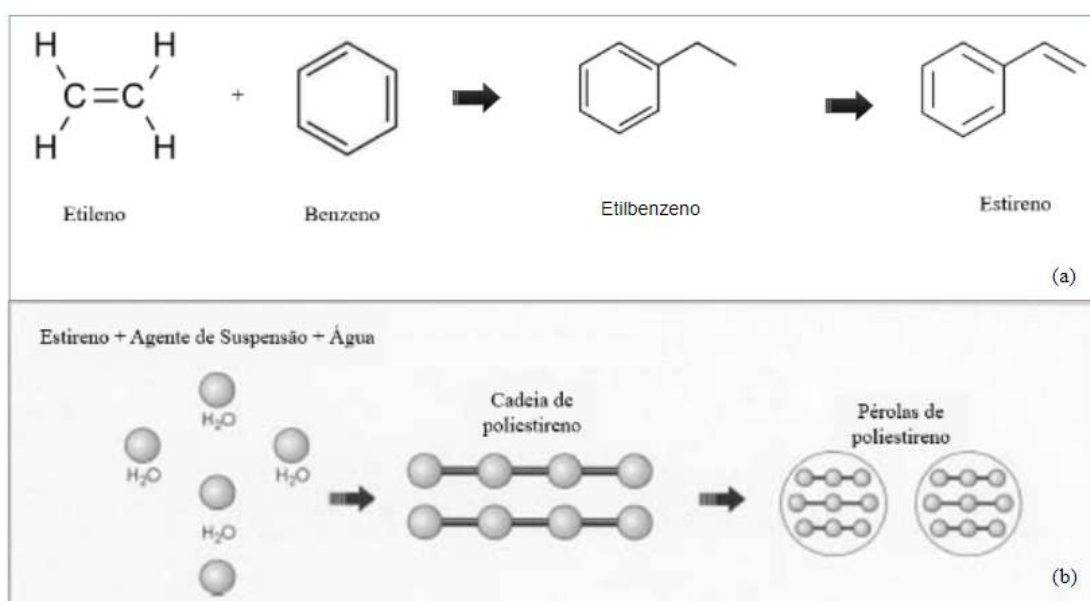 H H
C=C
H H
+
Etileno
Benzeno
Etilbenzeno
Estireno
(a)
Estireno + Agente de Suspensão + Água
H₂O
H₂O
H₂O
H₂O
Cadeia de
poliestireno
Pérolas de
poliestireno
(b)